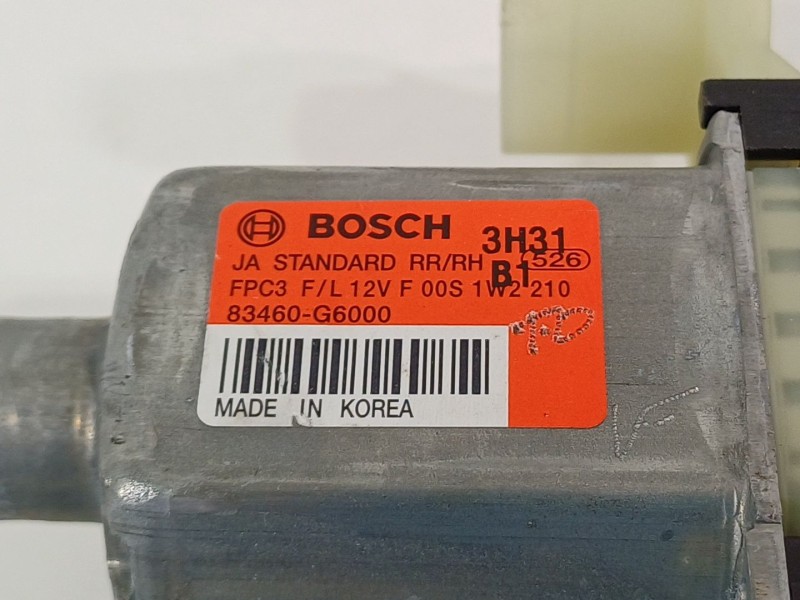 BOSCH 3H31
JA STANDARD RR/RH B1 526
FPC3 F/L 12V F 00S 1W2 210
83460-G6000
MADE IN KOREA